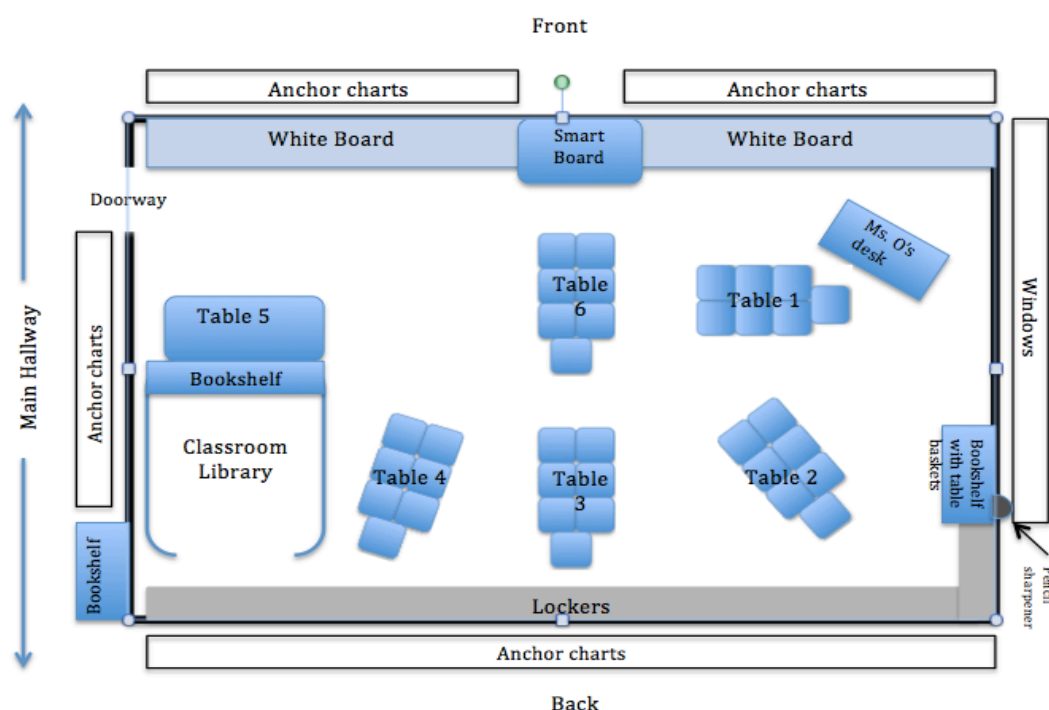 Front
Anchor charts
Anchor charts
White Board
Smart
Board
White Board
Doorway
Ms. O's
desk
Table
6
Table 1
Windows
Main Hallway
Anchor charts
Table 5
Bookshelf
Classroom
Library
Table 4
Table
3
Table 2
Bookshelf
with table
baskets
Bookshelf
Lockers
sharpener
Anchor charts
Back